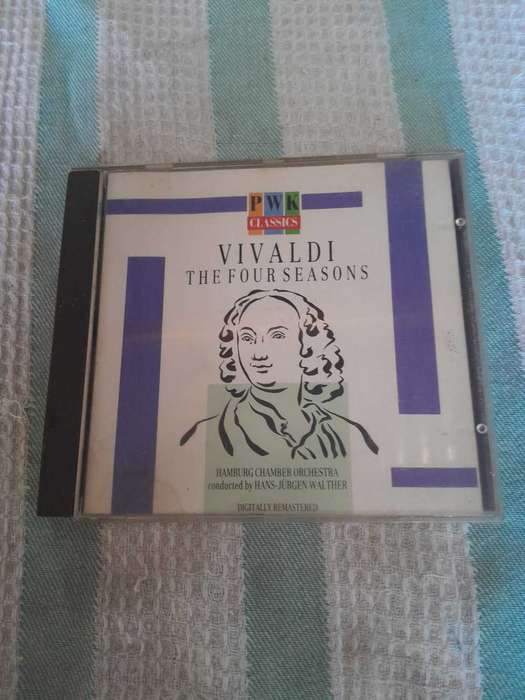 PWK
CLASSICS
VIVALDI
THE FOUR SEASONS
HAMBURG CHAMBER ORCHESTRA
conducted by HANS-JÜRGEN WALTHER
DIGITALLY REMASTERED